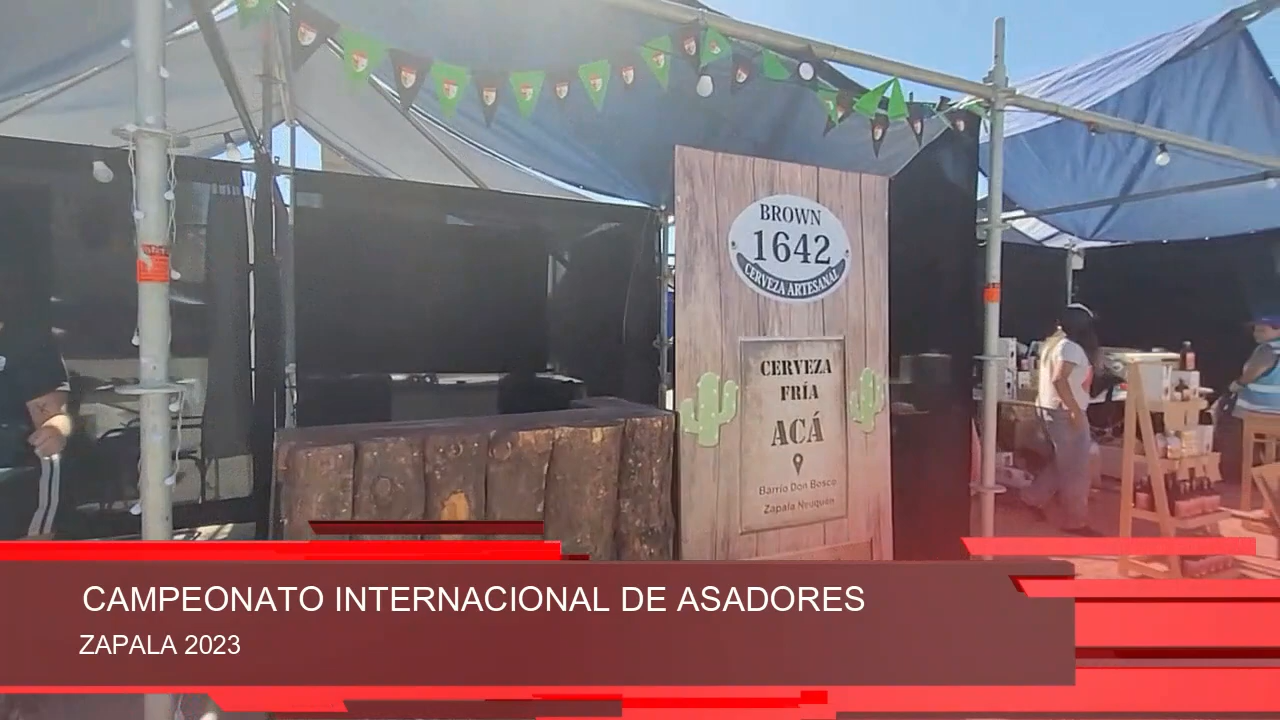 BROWN
1642
CERVEZA ARTESANAL
CERVEZA
FRÍA
ACÁ
Barrio Don Bosco
Zapala Neuquén
CAMPEONATO INTERNACIONAL DE ASADORES
ZAPALA 2023